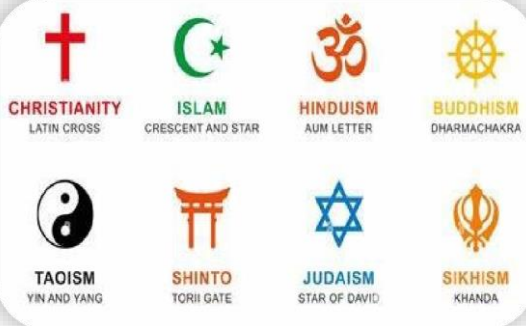 CHRISTIANITY
LATIN CROSS
ISLAM
CRESCENT AND STAR
HINDUISM
AUM LETTER
BUDDHISM
DHARMACHAKRA
TAOISM
YIN AND YANG
SHINTO
TORII GATE
JUDAISM
STAR OF DAVID
SIKHISM
KHANDA